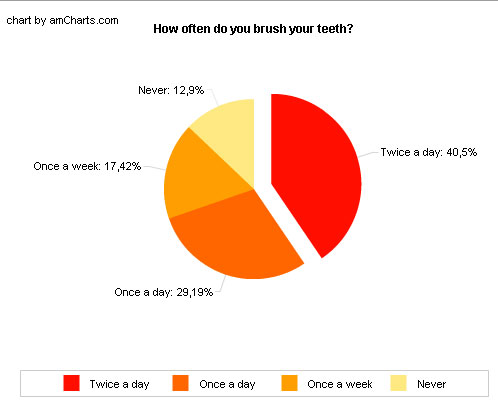 chart by amCharts.com
How often do you brush your teeth?
Never: 12,9%
Twice a day: 40,5%
Once a week: 17,42%
Once a day: 29,19%
Twice a day
Once a day
Once a week
Never